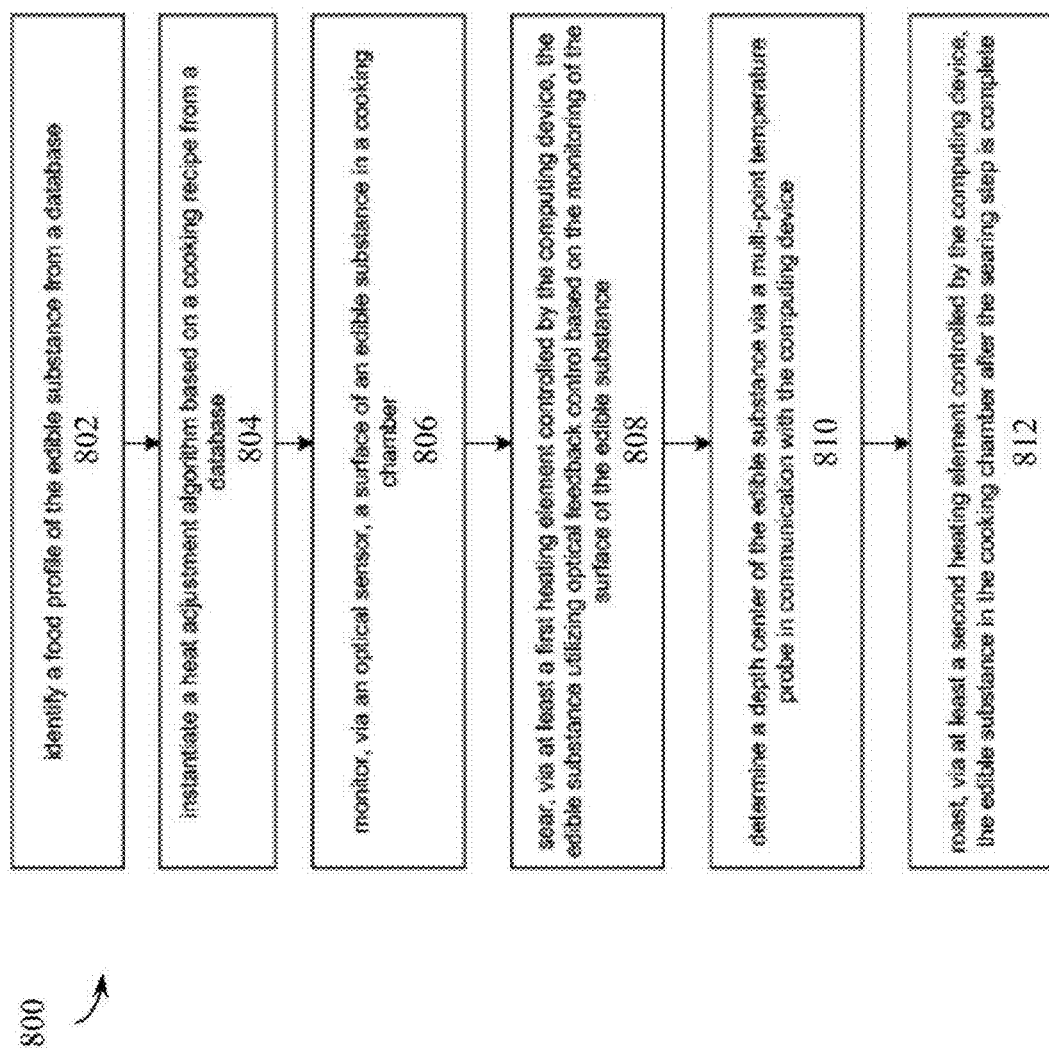 800
identify a food profile of the edible substance from a database
802
instantiate a heat adjustment algorithm based on a cooking recipe from a
database
804
monitor, via an optical sensor, a surface of an edible substance in a cooking
chamber
806
sear, via at least a first heating element controlled by the computing device, the
edible substance utilizing optical feedback control based on the monitoring of the
surface of the edible substance
808
determine a depth center of the edible substance via a multi-point temperature
probe in communication with the computing device
810
roast, via at least a second heating element controlled by the computing device,
the edible substance in the cooking chamber after the searing step is complete
812